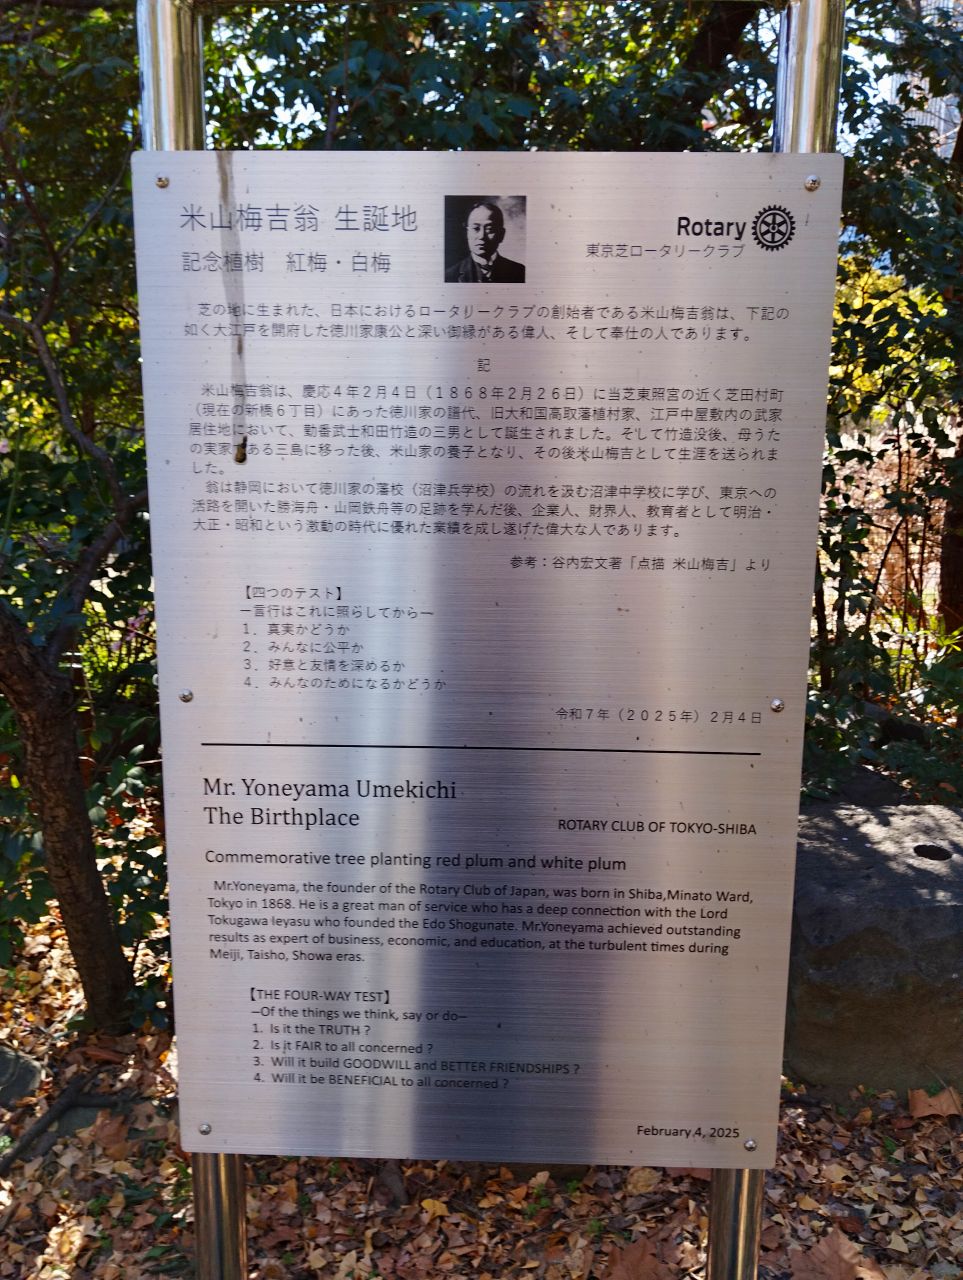 米山梅吉翁 生誕地
記念植樹 紅梅・白梅
Rotary
東京芝ロータリークラブ
芝の地に生まれた、日本におけるロータリークラブの創始者である米山梅吉翁は、下記の
如く大江戸を開府した徳川家康公と深い御縁がある偉人、そして奉仕の人であります。
記
米山梅吉翁は、慶応4年2月4日（1868年2月26日）に当芝東照宮の近く芝田村町
（現在の新橋6丁目）にあった徳川家の譜代、旧大和国高取藩植村家、江戸中屋敷内の武家
居住地において、勤番武士和田竹造の三男として誕生されました。そして竹造没後、母うた
の実家である三島に移った後、米山家の養子となり、その後米山梅吉として生涯を送られま
した。
翁は静岡において徳川家の藩校（沼津兵学校）の流れを汲む沼津中学校に学び、東京への
活路を開いた勝海舟・山岡鉄舟等の足跡を学んだ後、企業人、財界人、教育者として明治・
大正・昭和という激動の時代に優れた業績を成し遂げた偉大な人であります。
参考：谷内宏文著「点描 米山梅吉」より
【四つのテスト】
―言行はこれに照らしてから―
1．真実かどうか
2．みんなに公平か
3．好意と友情を深めるか
4．みんなのためになるかどうか
令和7年（2025年）2月4日
Mr. Yoneyama Umekichi
The Birthplace
ROTARY CLUB OF TOKYO-SHIBA
Commemorative tree planting red plum and white plum
Mr.Yoneyama, the founder of the Rotary Club of Japan, was born in Shiba,Minato Ward,
Tokyo in 1868. He is a great man of service who has a deep connection with the Lord
Tokugawa Ieyasu who founded the Edo Shogunate. Mr.Yoneyama achieved outstanding
results as expert of business, economic, and education, at the turbulent times during
Meiji, Taisho, Showa eras.
【THE FOUR-WAY TEST】
―Of the things we think, say or do―
1. Is it the TRUTH ?
2. Is it FAIR to all concerned ?
3. Will it build GOODWILL and BETTER FRIENDSHIPS ?
4. Will it be BENEFICIAL to all concerned ?
February 4, 2025